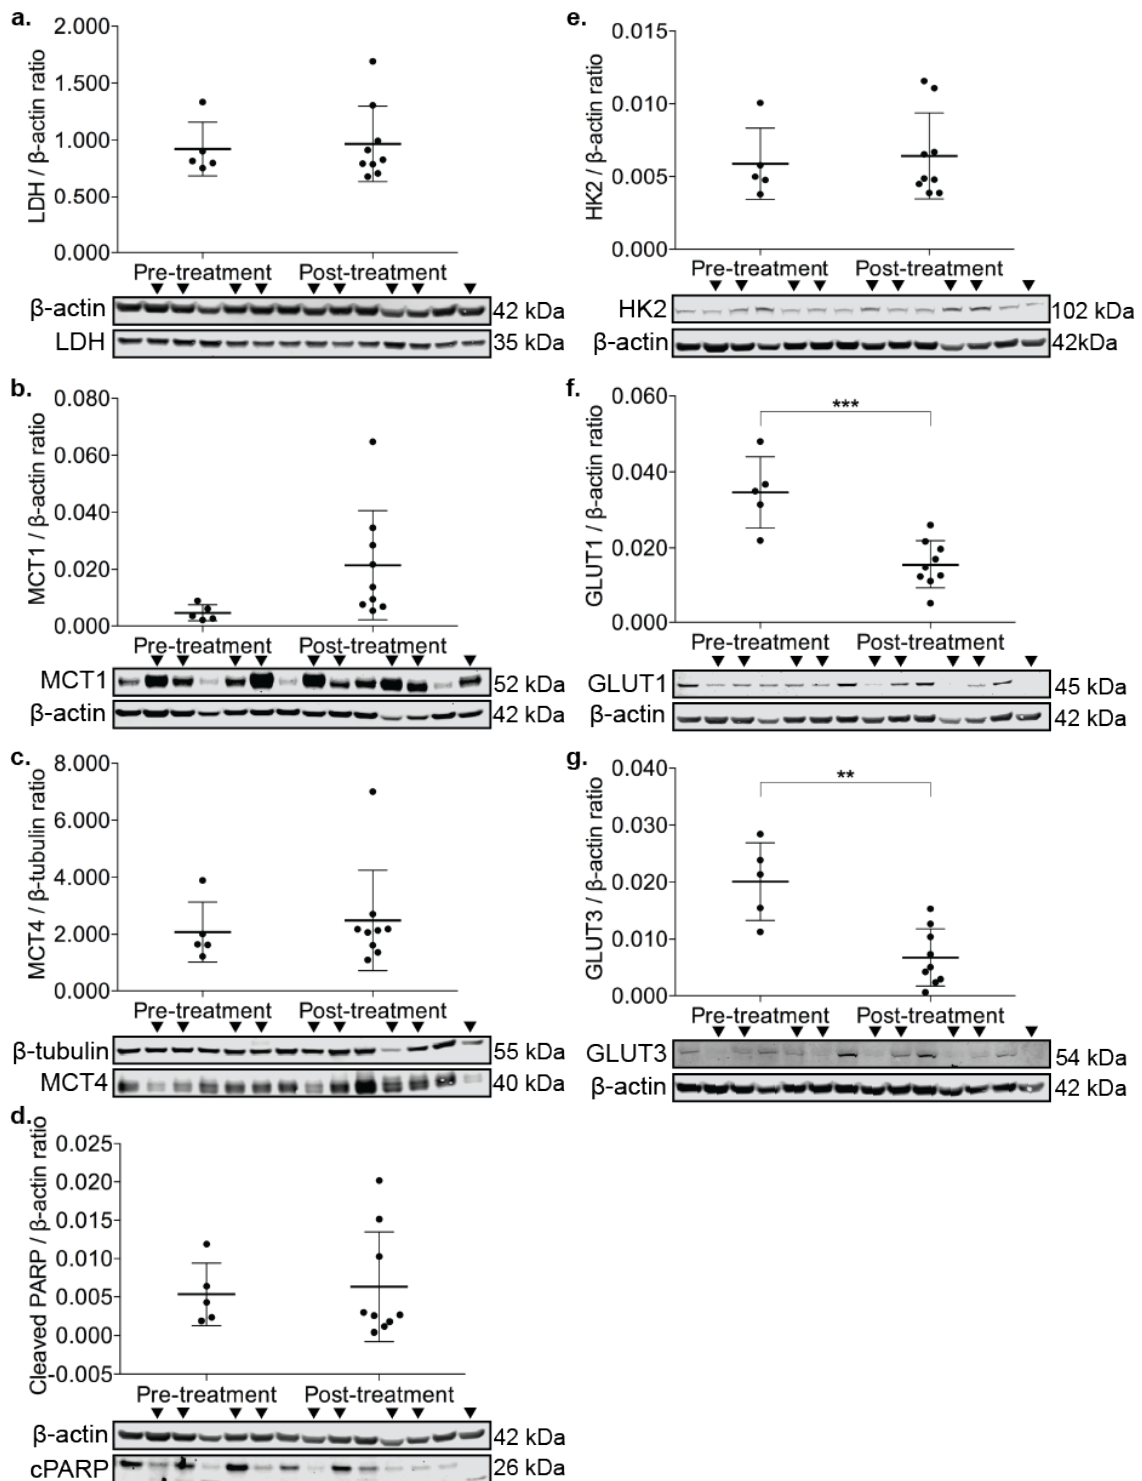 a.
2.000
1.500
1.000
0.500
0.000
LDH / β-actin ratio
Pre-treatment Post-treatment
β-actin 42 kDa
LDH 35 kDa
b.
0.080
0.060
0.040
0.020
0.000
MCT1 / β-actin ratio
Pre-treatment Post-treatment
MCT1 52 kDa
β-actin 42 kDa
c.
8.000
6.000
4.000
2.000
0.000
MCT4 / β-tubulin ratio
Pre-treatment Post-treatment
β-tubulin 55 kDa
MCT4 40 kDa
d.
0.025
0.020
0.015
0.010
0.005
0.000
-0.005
Cleaved PARP / β-actin ratio
Pre-treatment Post-treatment
β-actin 42 kDa
cPARP 26 kDa
e.
0.015
0.010
0.005
0.000
HK2 / β-actin ratio
Pre-treatment Post-treatment
HK2 102 kDa
β-actin 42kDa
f.
0.060
0.040
0.020
0.000
GLUT1 / β-actin ratio
***
Pre-treatment Post-treatment
GLUT1 45 kDa
β-actin 42 kDa
g.
0.040
0.030
0.020
0.010
0.000
GLUT3 / β-actin ratio
**
Pre-treatment Post-treatment
GLUT3 54 kDa
β-actin 42 kDa